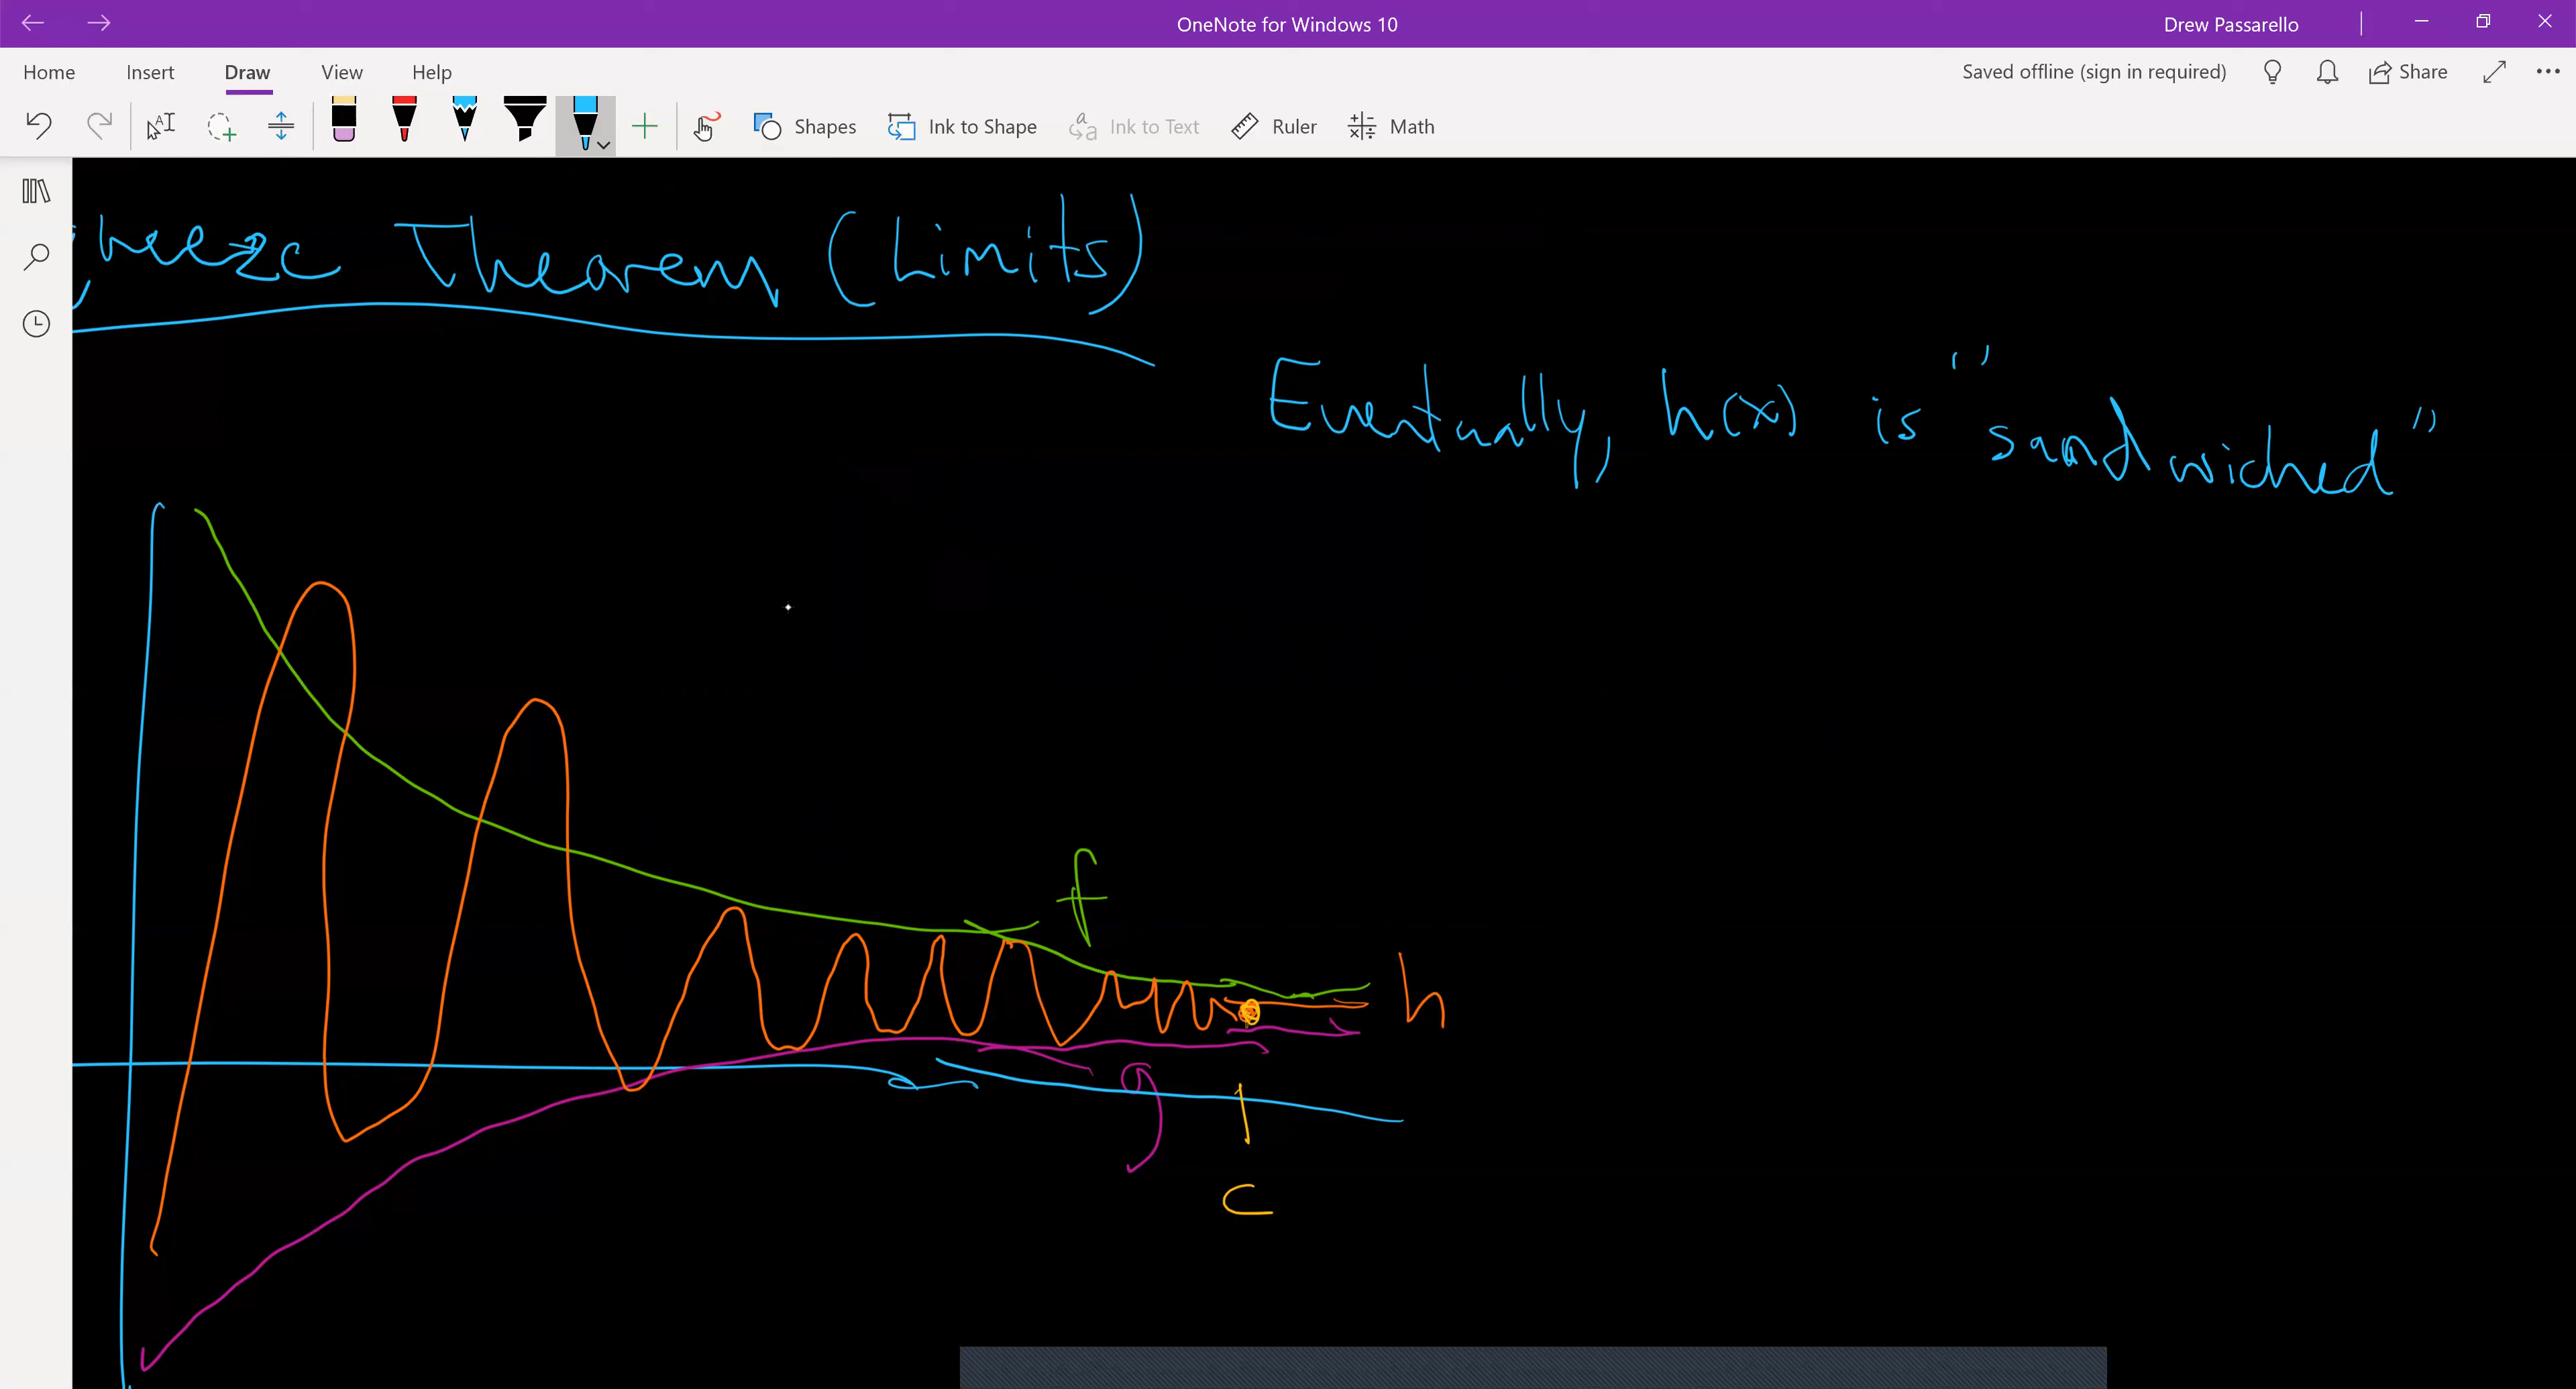 OneNote for Windows 10
Drew Passarello
Home Insert Draw View Help
Saved offline (sign in required)
Share
Shapes
Ink to Shape
Ink to Text
Ruler
Math
Theorem (Limits)
Eventually, h(x) is "sandwiched"
f
h
g
c